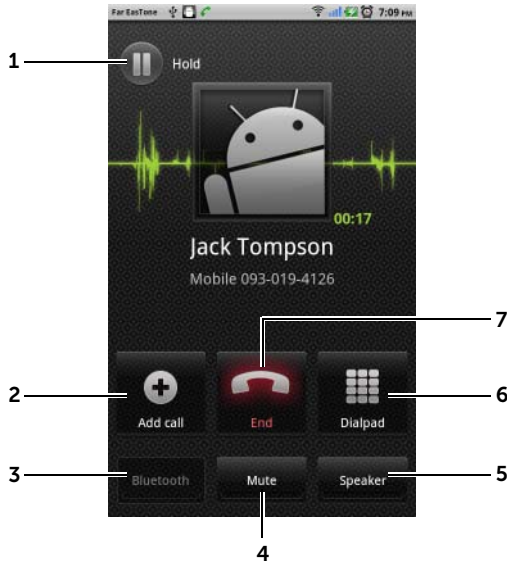 Far EasTone 7:09 PM
1
Hold
00:17
Jack Tompson
Mobile 093-019-4126
7
2
Add call
End
Dialpad
6
3
Bluetooth
Mute
Speaker
5
4